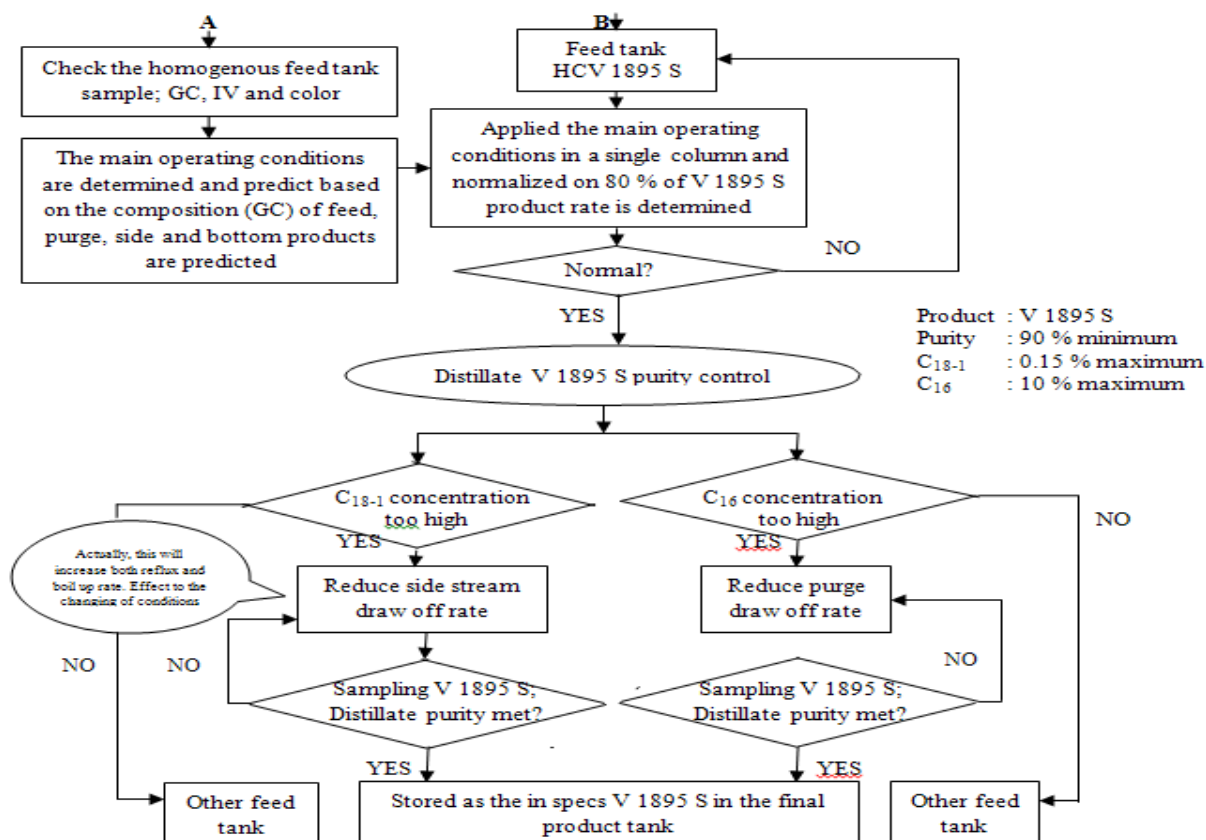 A
Check the homogenous feed tank
sample; GC, IV and color
The main operating conditions
are determined and predict based
on the composition (GC) of feed,
purge, side and bottom products
are predicted
B
Feed tank
HCV 1895 S
Applied the main operating
conditions in a single column and
normalized on 80 % of V 1895 S
product rate is determined
Normal?
NO
YES
Product : V 1895 S
Purity : 90 % minimum
C18-1 : 0.15 % maximum
C16 : 10 % maximum
Distillate V 1895 S purity control
C18-1 concentration
too high
YES
NO
Actually, this will
increase both reflux and
boil up rate. Effect to the
changing of conditions
Reduce side stream
draw off rate
NO
Sampling V 1895 S;
Distillate purity met?
YES
C16 concentration
too high
YES
NO
Reduce purge
draw off rate
NO
Sampling V 1895 S;
Distillate purity met?
YES
Other feed
tank
Stored as the in specs V 1895 S in the final
product tank
Other feed
tank